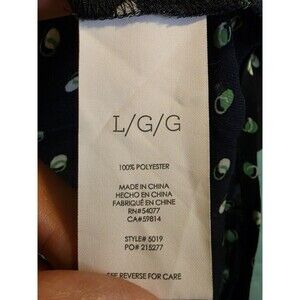 L/G/G
100% POLYESTER
MADE IN CHINA
HECHO EN CHINA
FABRIQUÉ EN CHINE
RN#54077
CA#59814
STYLE# 5019
PO# 215277
SEE REVERSE FOR CARE